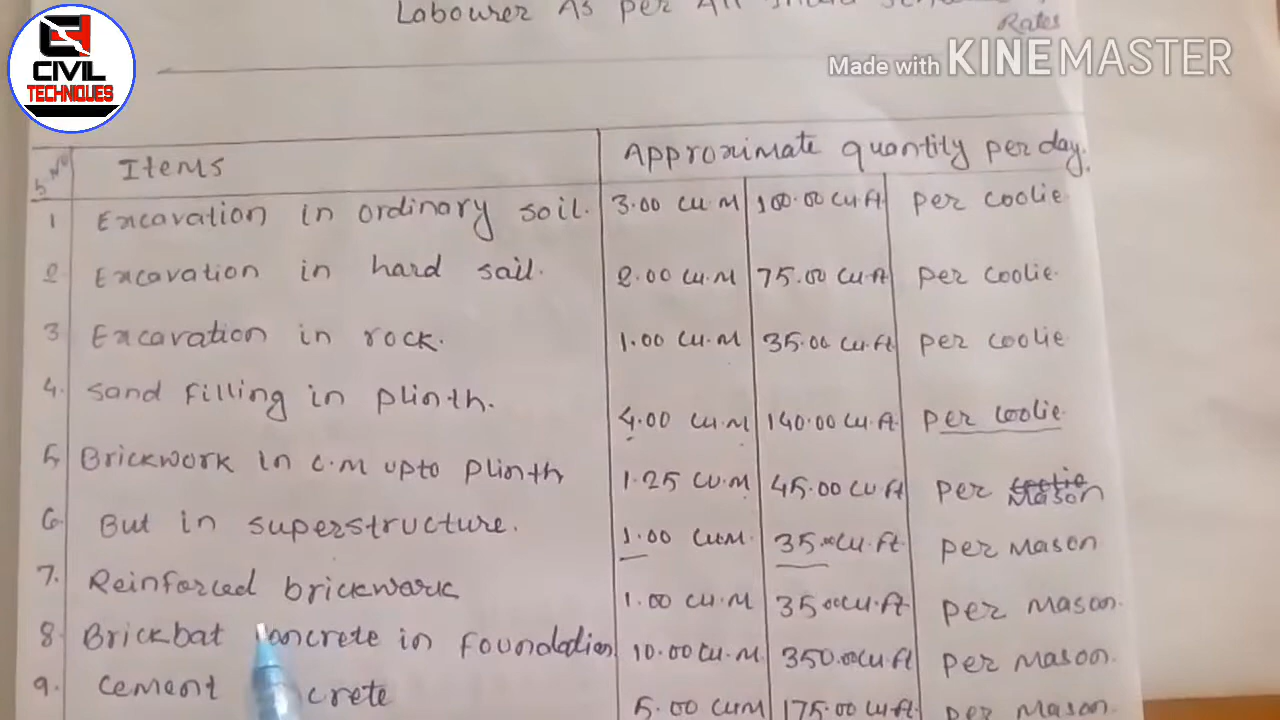 Labourer As per All
Rates
CIVIL
TECHNIQUES
Made with KINEMASTER
S.No Items Approximate quantity per day.
1 Excavation in ordinary soil. 3.00 cu.M 100.00 cu.ft per coolie
2. Excavation in hard sail. 2.00 cu.M 75.00 cu.ft per coolie.
3 Excavation in rock. 1.00 cu.M 35.00 cu.ft per coolie
4. Sand filling in plinth. 4.00 cu.M 140.00 cu.ft per coolie
5, Brickwork in c.M upto plinth 1.25 cu.M 45.00 cu ft per Mason
6. But in superstructure. 1.00 cu.M. 35.00 cu.ft. per Mason
7. Reinforced brickwork 1.00 cu.M 35.00 cu.ft. per Mason.
8. Brickbat concrete in foundation 10.00 cu.M 350.00 cu.ft per Mason.
9. cement crete 5.00 cu.M 175.00 cu.ft. per Mason.